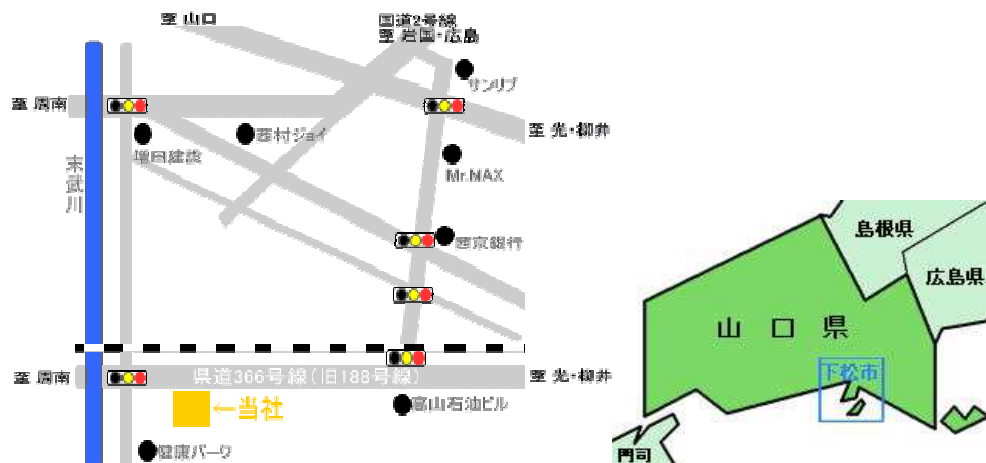 至 山口
国道2号線
至 岩国・広島
サンリブ
至 周南
至 光・柳井
西村ジョイ
増田建設
末武川
Mr.MAX
西京銀行
県道366号線(旧188号線)
至 周南
至 光・柳井
←当社
高山石油ビル
健康パーク
島根県
広島県
山口県
下松市
門司